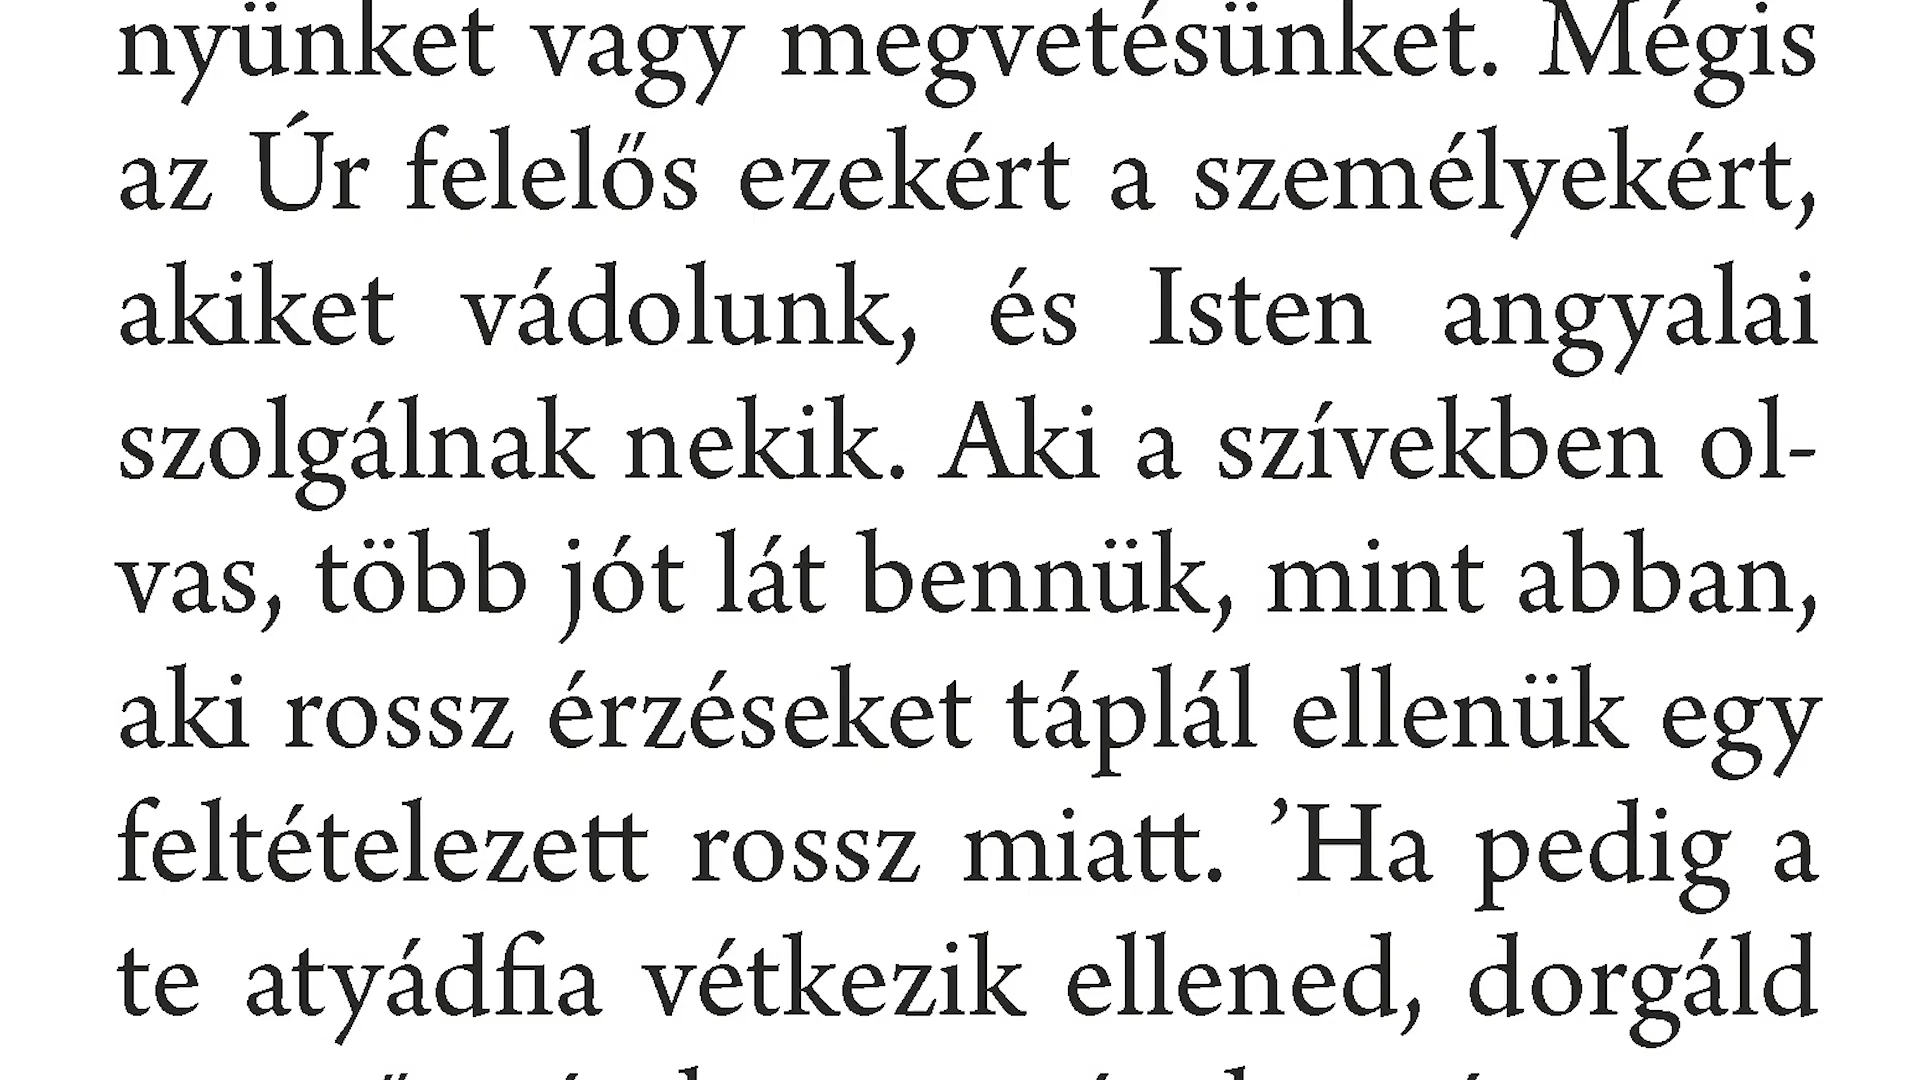 nyünket vagy megvetésünket. Mégis
az Úr felelős ezekért a személyekért,
akiket vádolunk, és Isten angyalai
szolgálnak nekik. Aki a szívekben ol-
vas, több jót lát bennük, mint abban,
aki rossz érzéseket táplál ellenük egy
feltételezett rossz miatt. ’Ha pedig a
te atyádfia vétkezik ellened, dorgáld